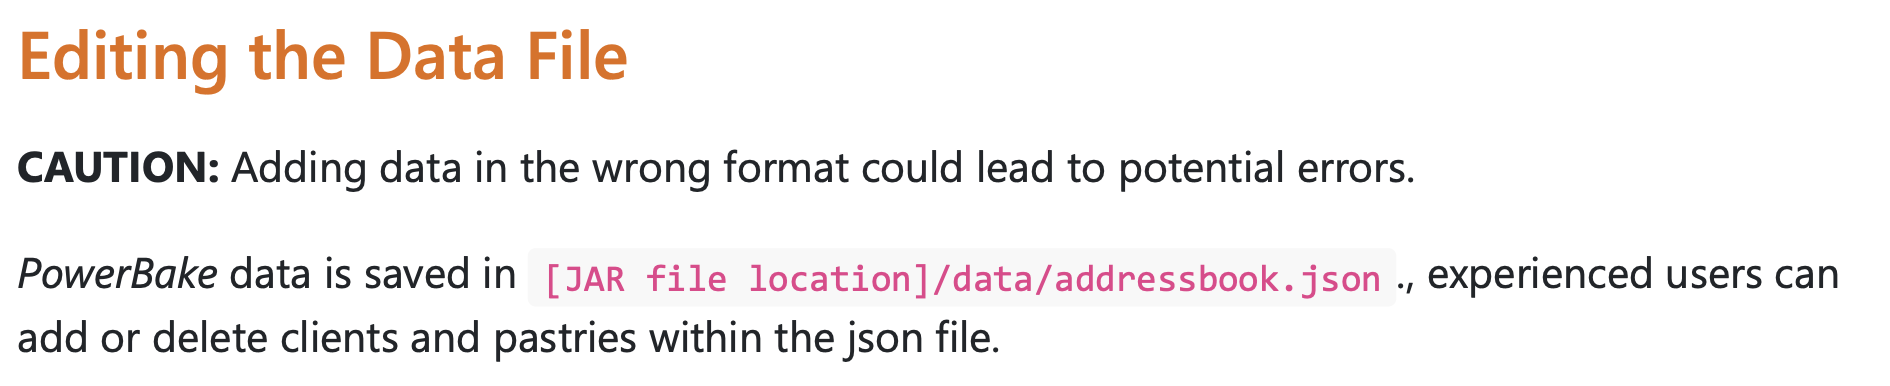 Editing the Data File
CAUTION: Adding data in the wrong format could lead to potential errors.
PowerBake data is saved in [JAR file location]/data/addressbook.json ., experienced users can
add or delete clients and pastries within the json file.